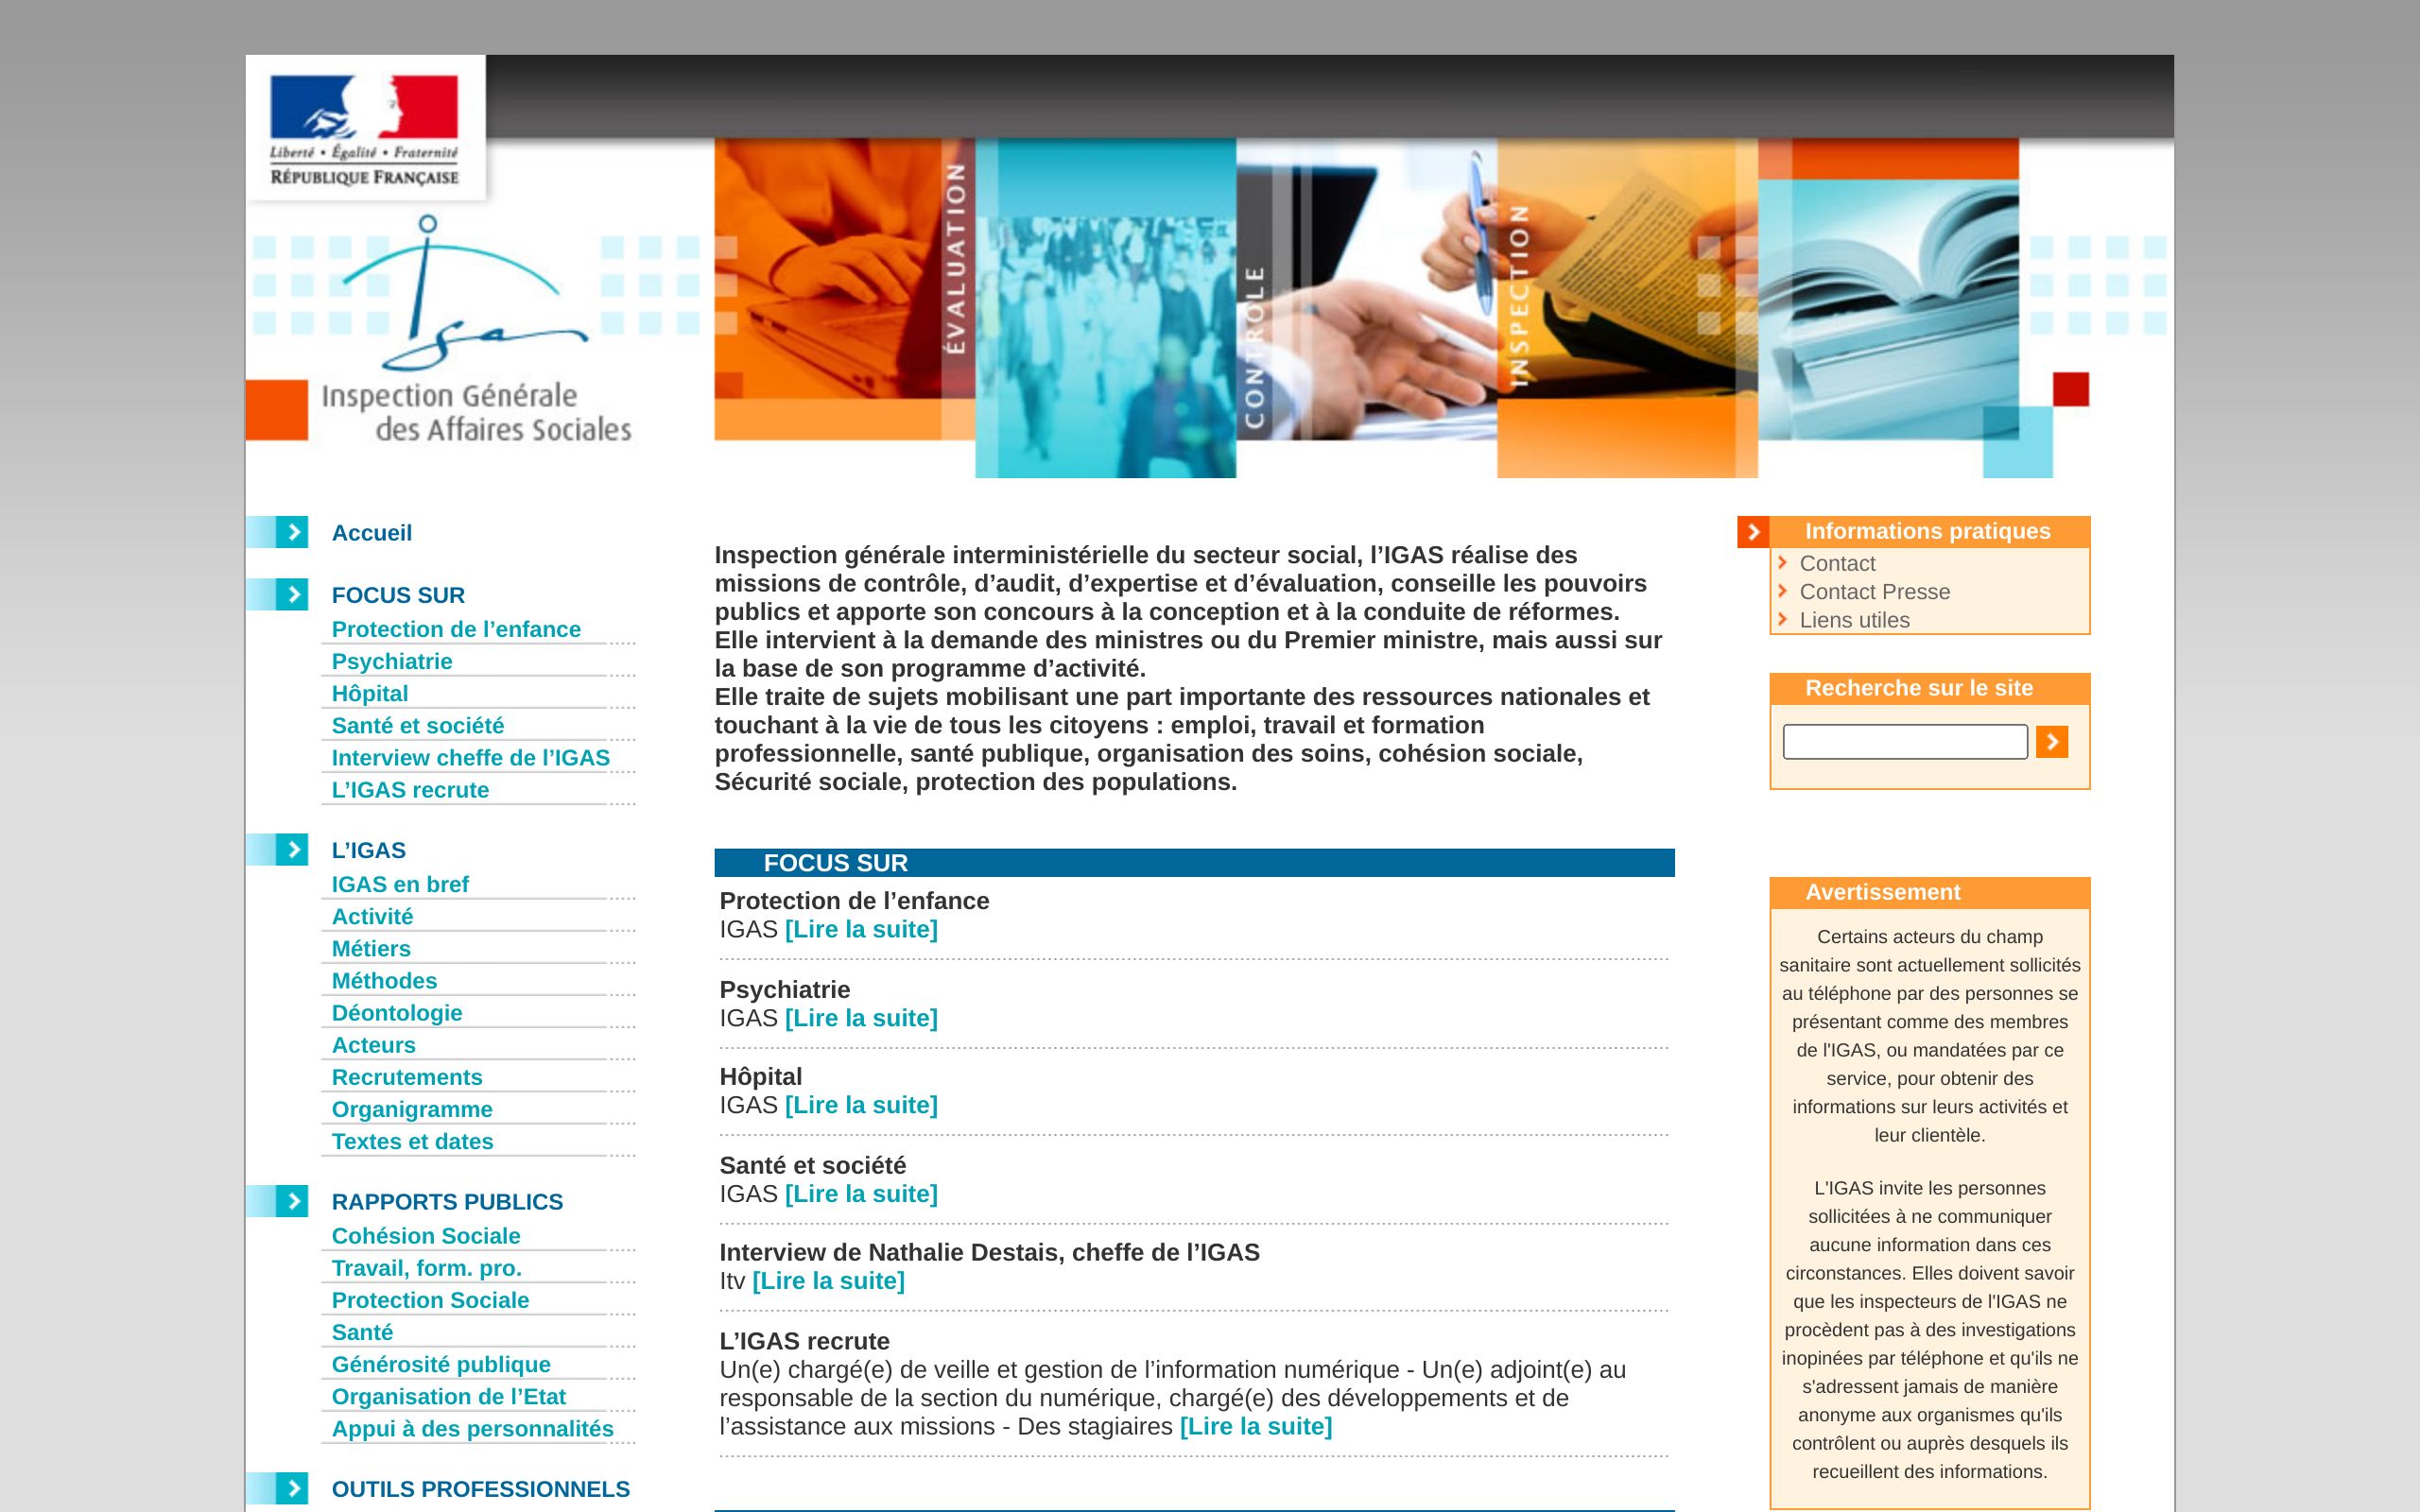 Liberté • Égalité • Fraternité
RÉPUBLIQUE FRANÇAISE
Igas
Inspection Générale
des Affaires Sociales
ÉVALUATION
CONTROLE
INSPECTION
Accueil
FOCUS SUR
Protection de l’enfance
Psychiatrie
Hôpital
Santé et société
Interview cheffe de l’IGAS
L’IGAS recrute
L’IGAS
IGAS en bref
Activité
Métiers
Méthodes
Déontologie
Acteurs
Recrutements
Organigramme
Textes et dates
RAPPORTS PUBLICS
Cohésion Sociale
Travail, form. pro.
Protection Sociale
Santé
Générosité publique
Organisation de l’Etat
Appui à des personnalités
OUTILS PROFESSIONNELS
Inspection générale interministérielle du secteur social, l’IGAS réalise des
missions de contrôle, d’audit, d’expertise et d’évaluation, conseille les pouvoirs
publics et apporte son concours à la conception et à la conduite de réformes.
Elle intervient à la demande des ministres ou du Premier ministre, mais aussi sur
la base de son programme d’activité.
Elle traite de sujets mobilisant une part importante des ressources nationales et
touchant à la vie de tous les citoyens : emploi, travail et formation
professionnelle, santé publique, organisation des soins, cohésion sociale,
Sécurité sociale, protection des populations.
FOCUS SUR
Protection de l’enfance
IGAS [Lire la suite]
Psychiatrie
IGAS [Lire la suite]
Hôpital
IGAS [Lire la suite]
Santé et société
IGAS [Lire la suite]
Interview de Nathalie Destais, cheffe de l’IGAS
Itv [Lire la suite]
L’IGAS recrute
Un(e) chargé(e) de veille et gestion de l’information numérique - Un(e) adjoint(e) au
responsable de la section du numérique, chargé(e) des développements et de
l’assistance aux missions - Des stagiaires [Lire la suite]
Informations pratiques
Contact
Contact Presse
Liens utiles
Recherche sur le site
Avertissement
Certains acteurs du champ
sanitaire sont actuellement sollicités
au téléphone par des personnes se
présentant comme des membres
de l'IGAS, ou mandatées par ce
service, pour obtenir des
informations sur leurs activités et
leur clientèle.
L'IGAS invite les personnes
sollicitées à ne communiquer
aucune information dans ces
circonstances. Elles doivent savoir
que les inspecteurs de l'IGAS ne
procèdent pas à des investigations
inopinées par téléphone et qu'ils ne
s'adressent jamais de manière
anonyme aux organismes qu'ils
contrôlent ou auprès desquels ils
recueillent des informations.